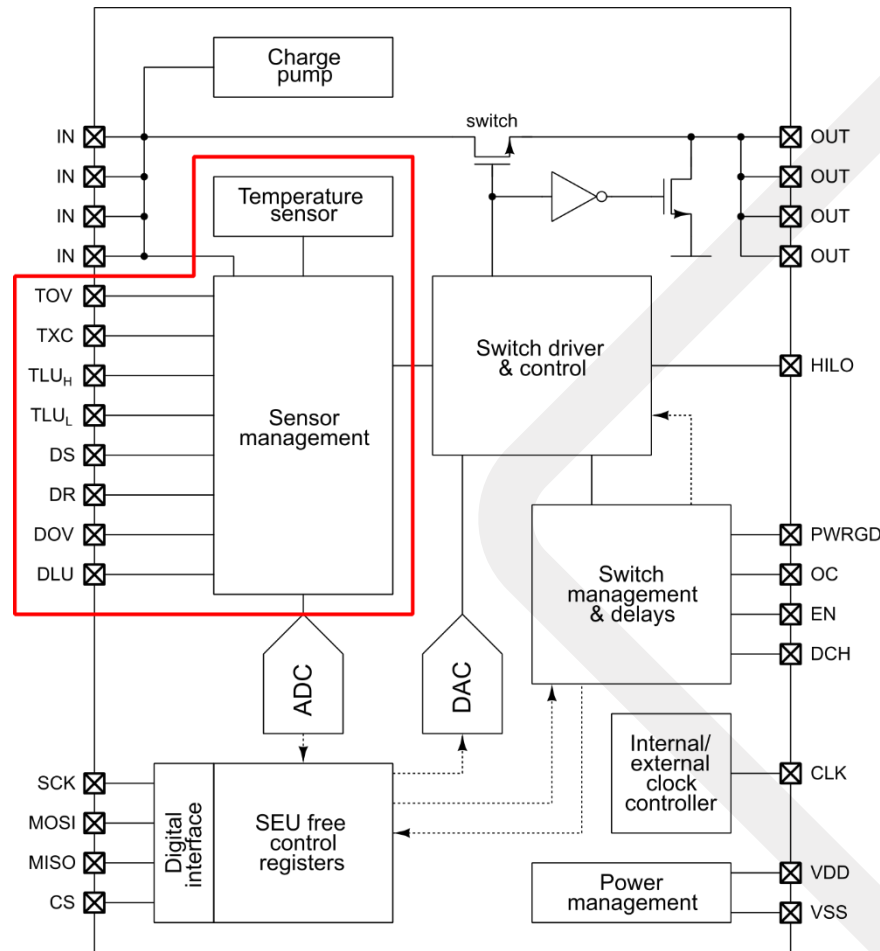 Charge
pump
switch
IN
OUT
IN
OUT
Temperature
sensor
IN
OUT
IN
OUT
TOV
TXC
Switch driver
& control
HILO
TLUH
TLUL
Sensor
management
DS
DR
DOV
DLU
PWRGD
Switch
management
& delays
OC
EN
DCH
ADC
DAC
Internal/
external
clock
controller
CLK
SCK
MOSI
MISO
CS
Digital
interface
SEU free
control
registers
Power
management
VDD
VSS